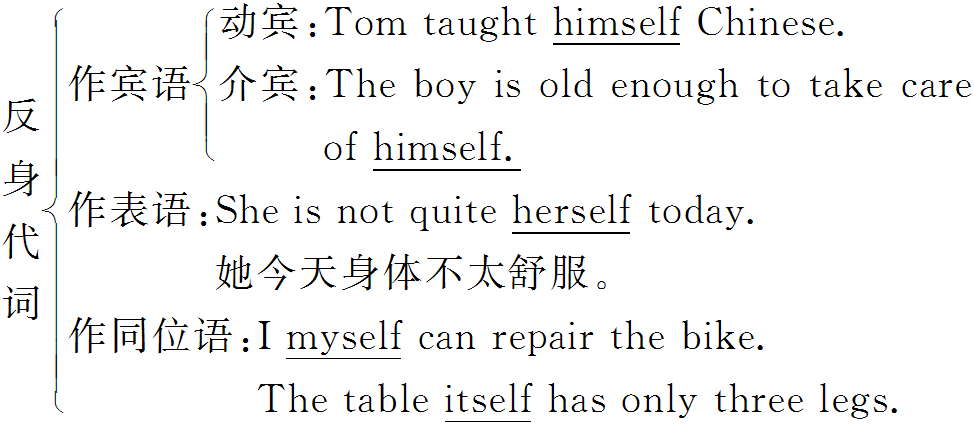 反身代词
作宾语
动宾:Tom taught himself Chinese.
介宾:The boy is old enough to take care
of himself.
作表语:She is not quite herself today.
她今天身体不太舒服。
作同位语:I myself can repair the bike.
The table itself has only three legs.